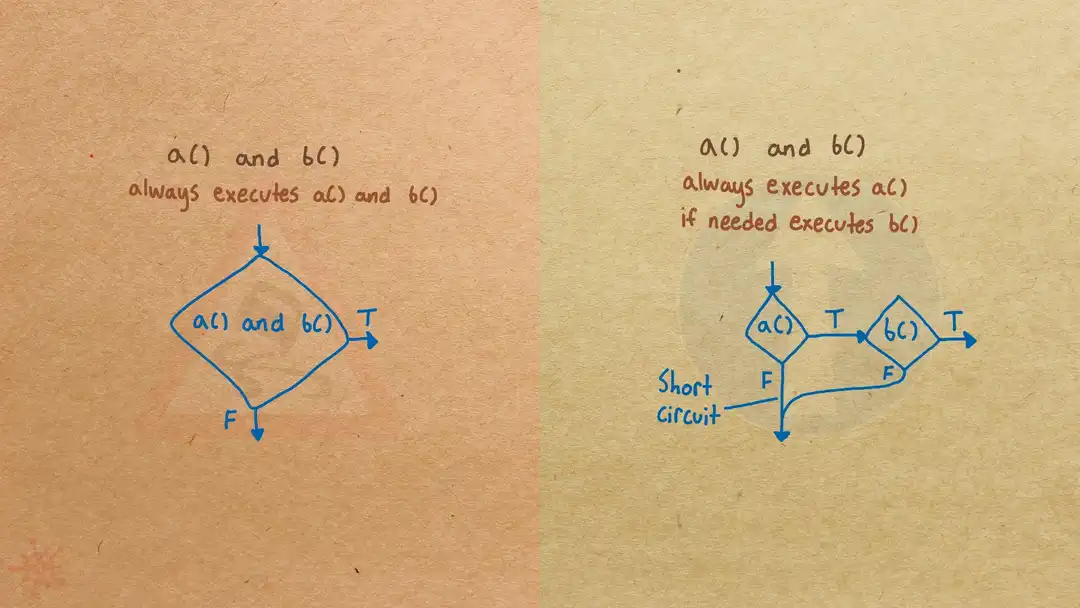 a() and b()
always executes a() and b()
a() and b()
T
F
a() and b()
always executes a()
if needed executes b()
a()
T
b()
T
F
F
Short
circuit